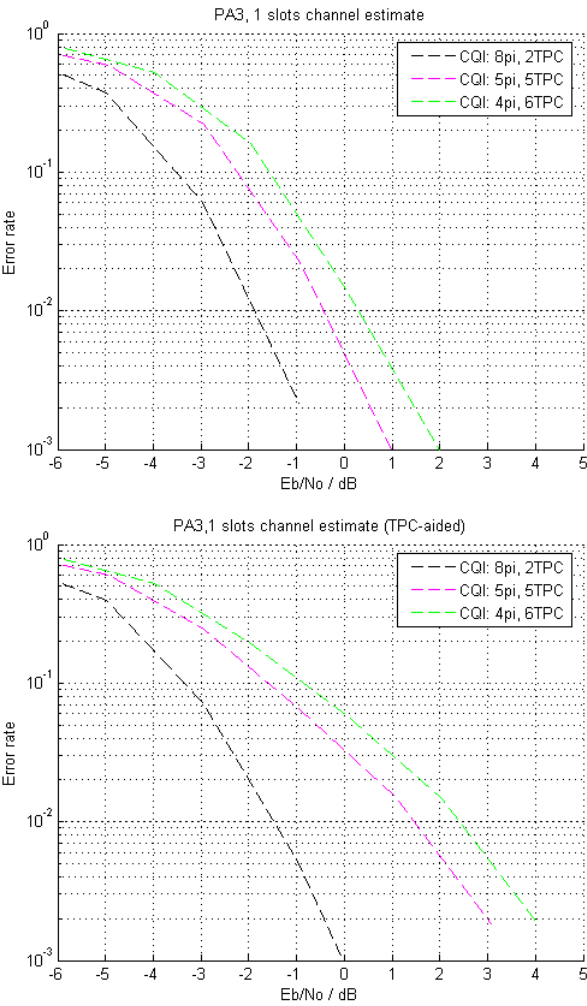 PA3, 1 slots channel estimate
10^0
10^-1
10^-2
10^-3
Error rate
CQI: 8pi, 2TPC
CQI: 5pi, 5TPC
CQI: 4pi, 6TPC
-6 -5 -4 -3 -2 -1 0 1 2 3 4 5
Eb/No / dB
PA3,1 slots channel estimate (TPC-aided)
10^0
10^-1
10^-2
10^-3
Error rate
CQI: 8pi, 2TPC
CQI: 5pi, 5TPC
CQI: 4pi, 6TPC
-6 -5 -4 -3 -2 -1 0 1 2 3 4 5
Eb/No / dB